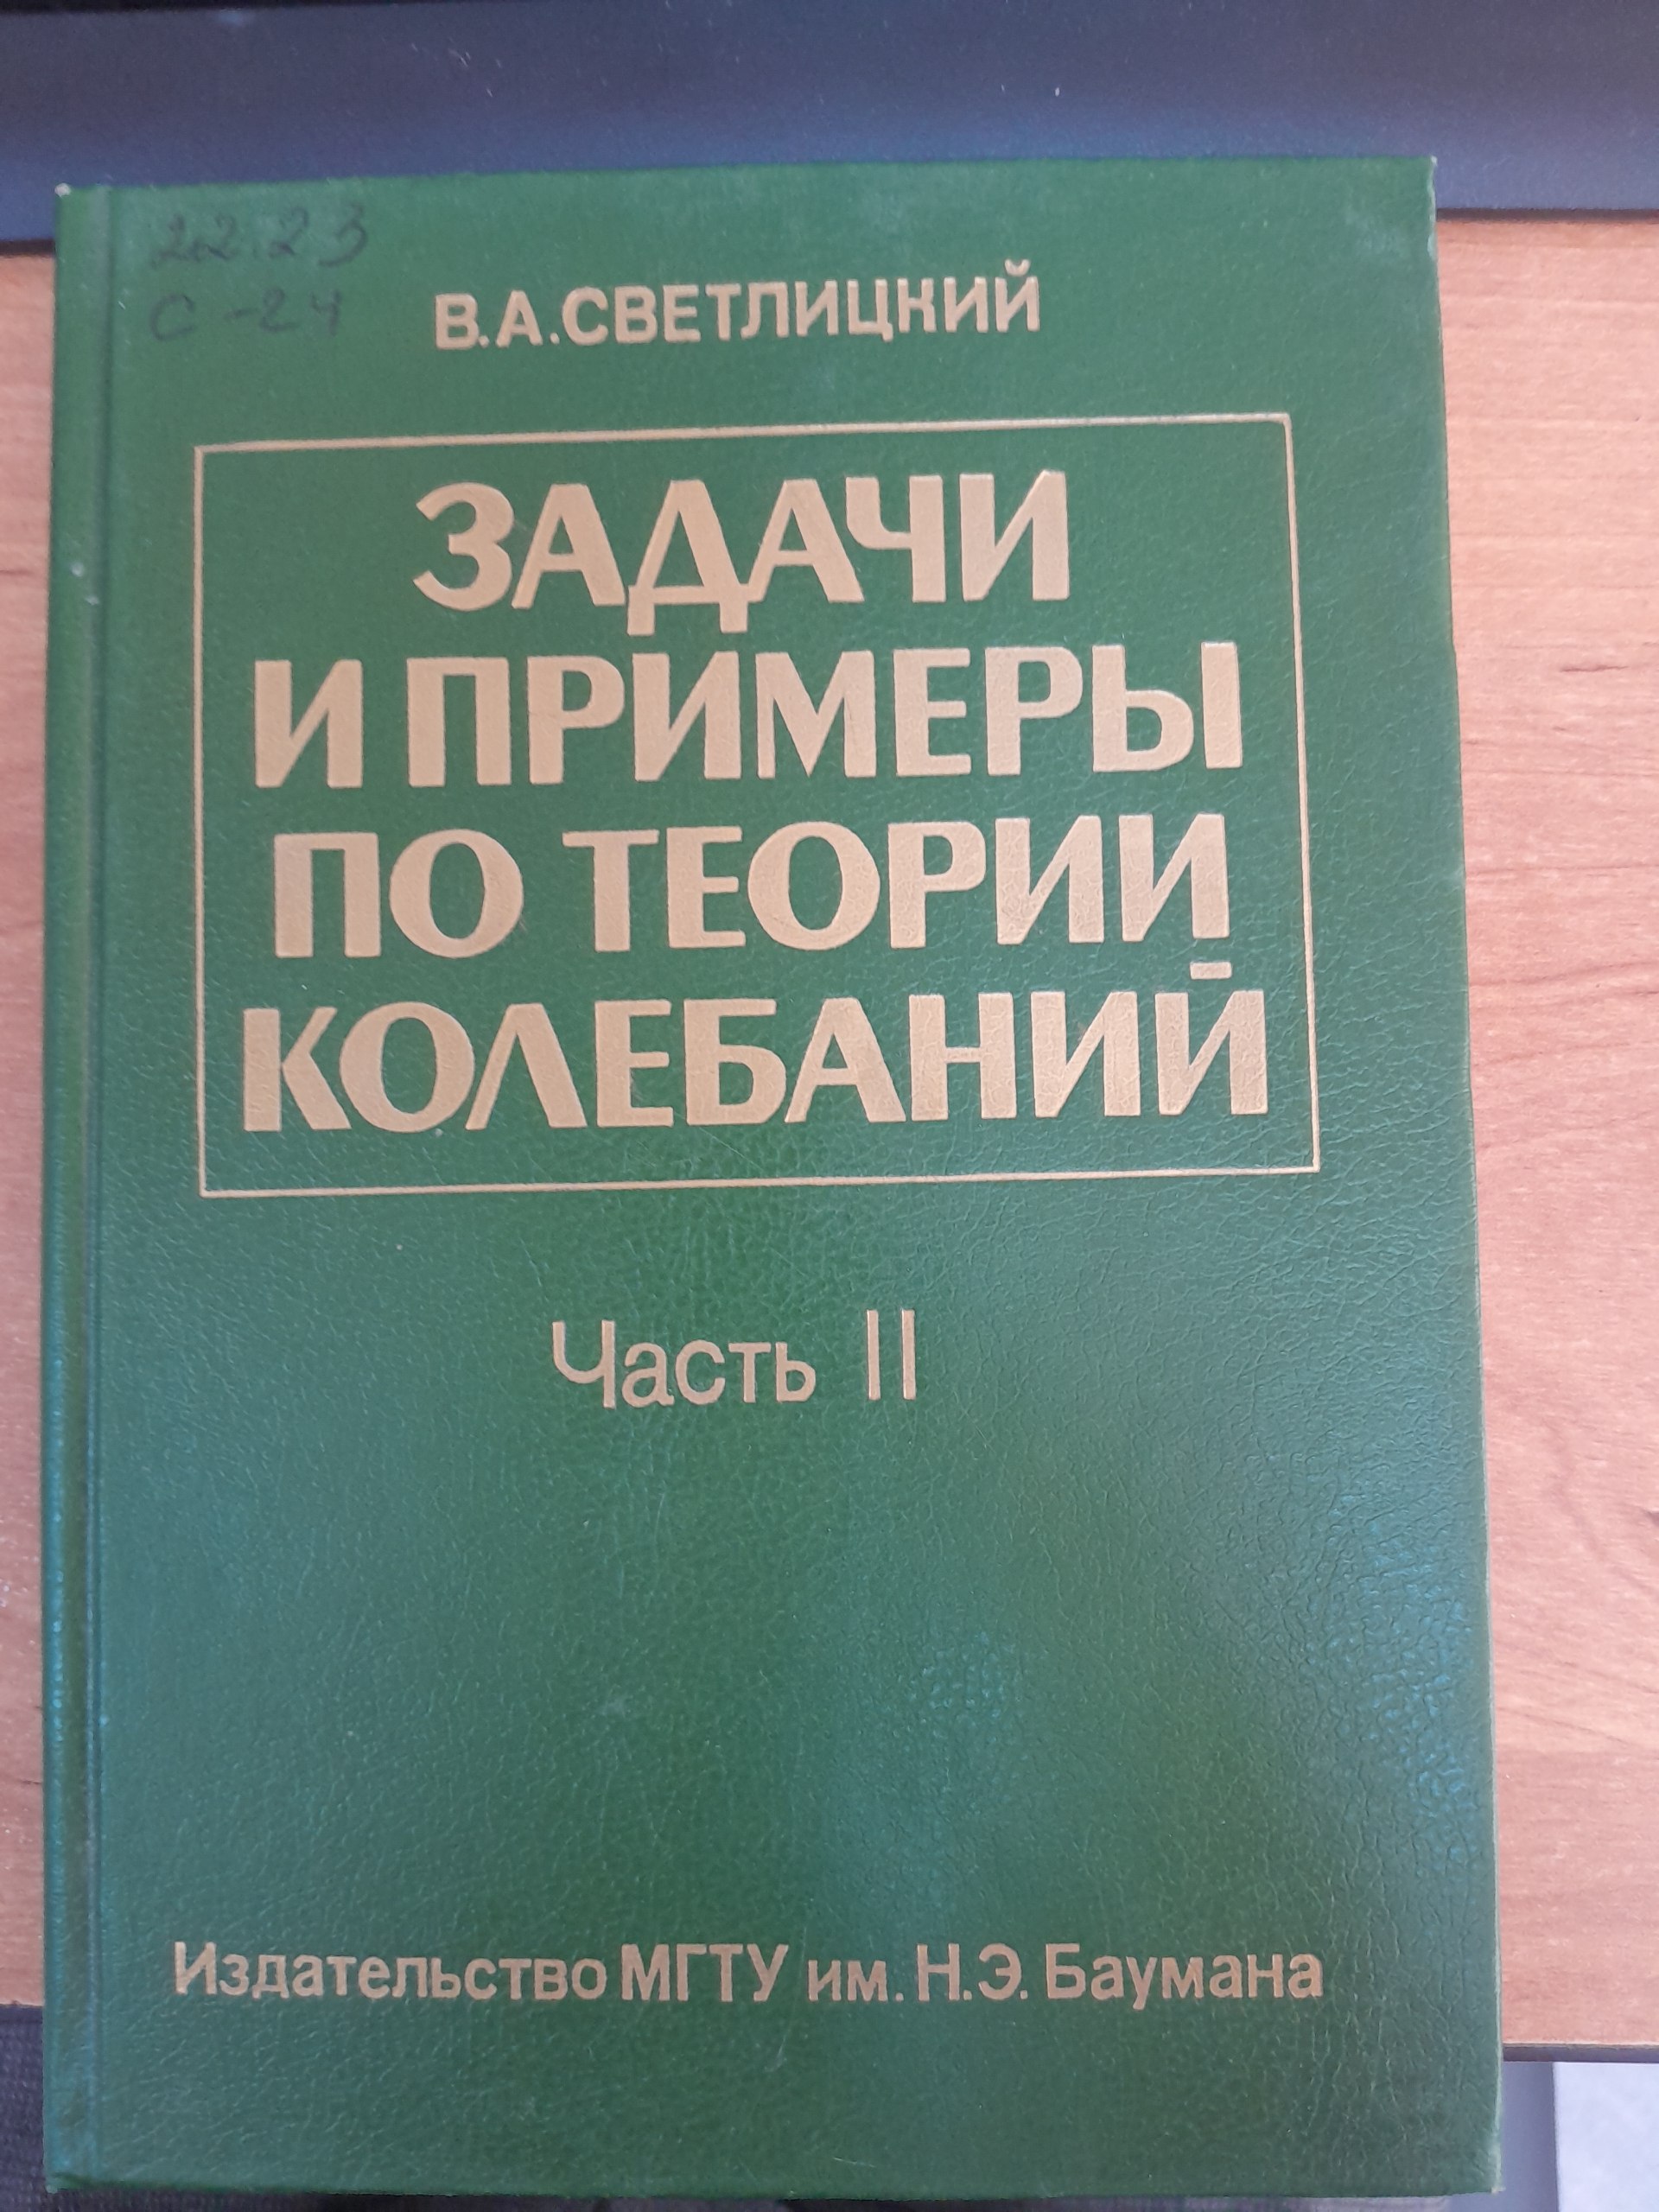 22.23
С-24
В.А.СВЕТЛИЦКИЙ
ЗАДАЧИ
И ПРИМЕРЫ
ПО ТЕОРИИ
КОЛЕБАНИЙ
Часть II
Издательство МГТУ им. Н.Э. Баумана